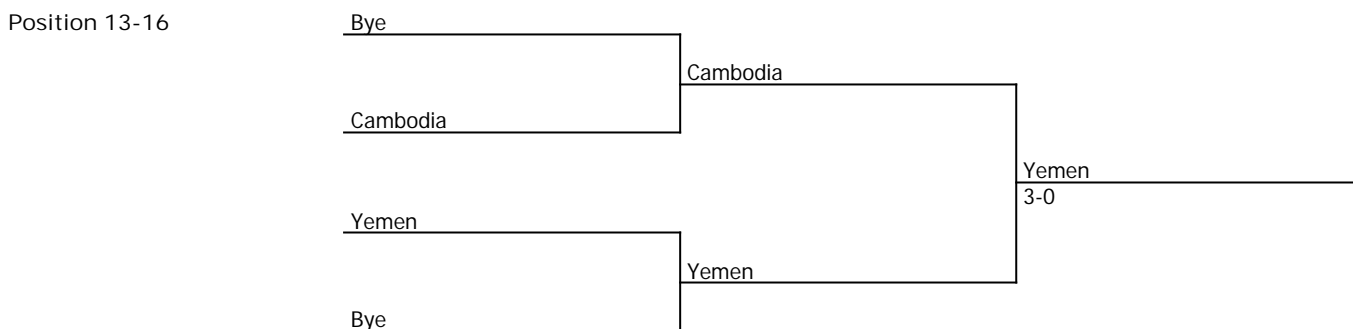 Position 13-16
Bye
Cambodia
Cambodia
Yemen
3-0
Yemen
Yemen
Bye